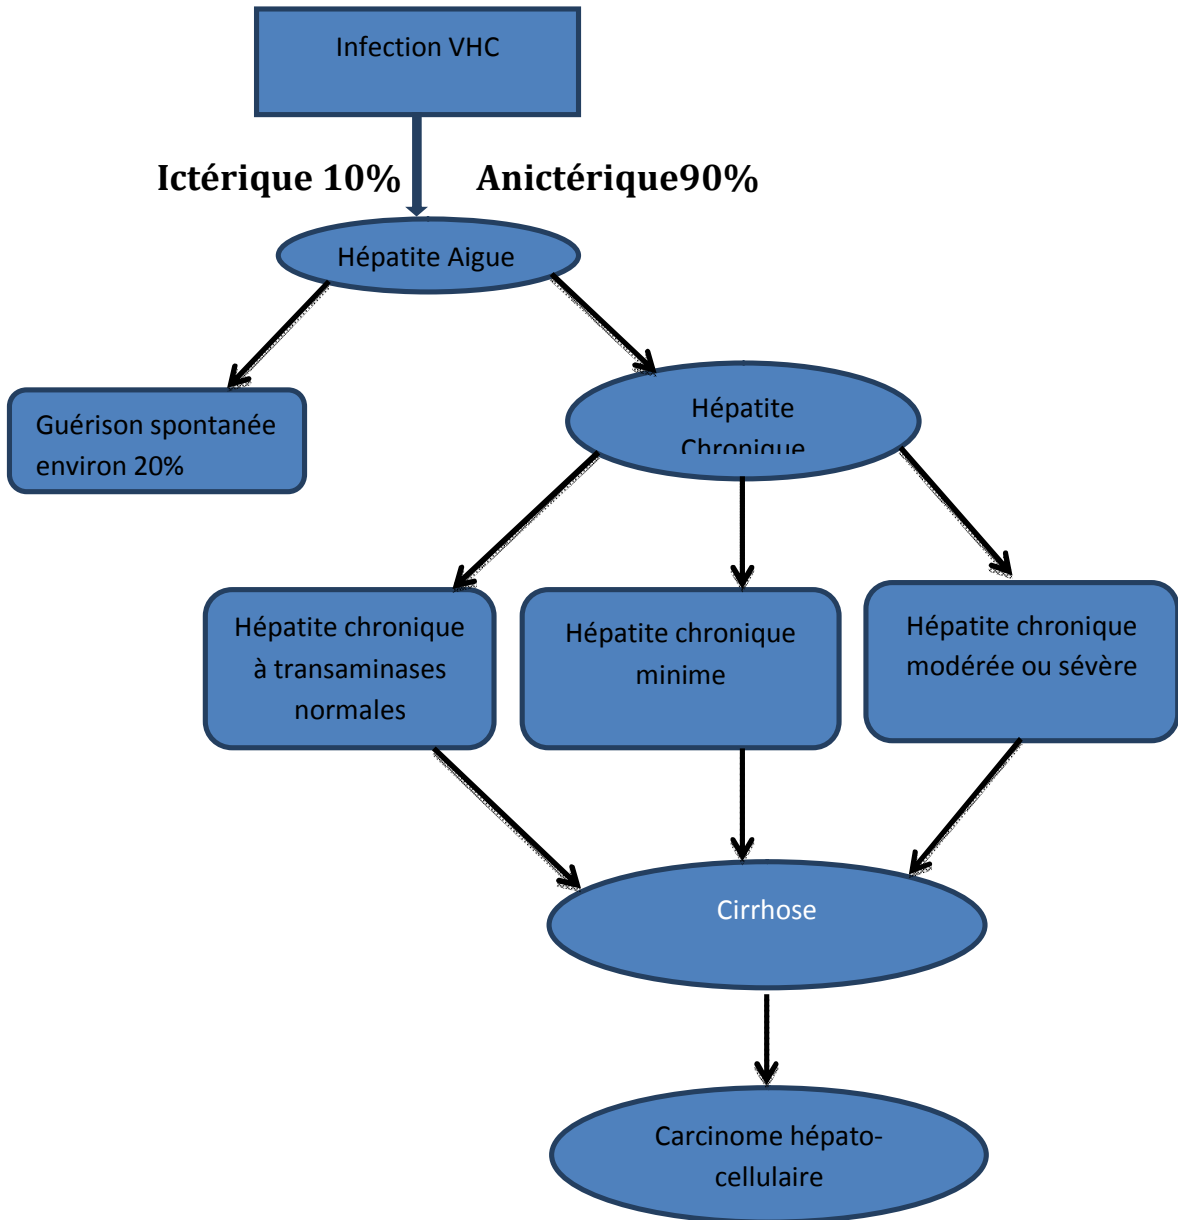 Infection VHC
Ictérique 10% Anictérique90%
Hépatite Aigue
Guérison spontanée
environ 20%
Hépatite
Chronique
Hépatite chronique
à transaminases
normales
Hépatite chronique
minime
Hépatite chronique
modérée ou sévère
Cirrhose
Carcinome hépato-
cellulaire